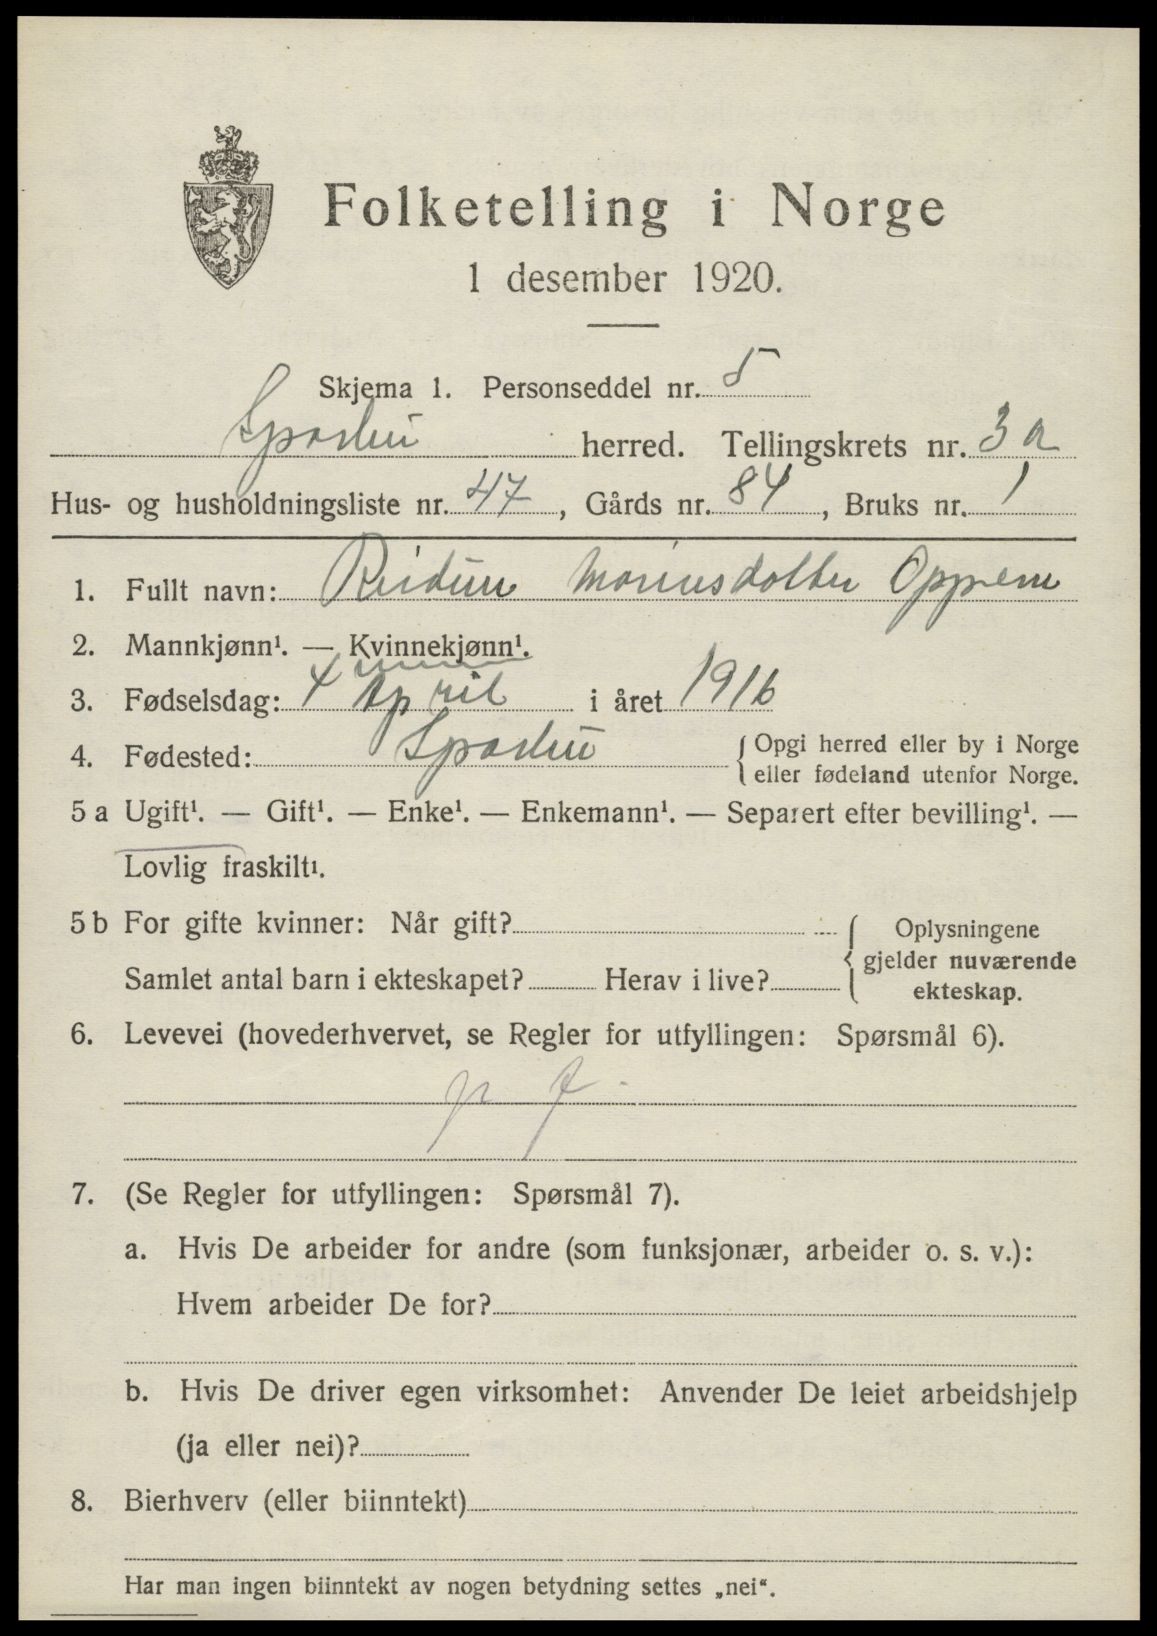 Folketelling i Norge
1 desember 1920.
Skjema 1. Personseddel nr. 5
Sparbu herred. Tellingskrets nr. 3 a
Hus- og husholdningsliste nr. 47, Gårds nr. 84, Bruks nr. 1
1. Fullt navn: Reidun Mariusdotter Oppem
2. Mannkjønn¹. — Kvinnekjønn¹.
3. Fødselsdag: 4 April i året 1916
4. Fødested: Sparbu { Opgi herred eller by i Norge
eller fødeland utenfor Norge.
5 a Ugift¹. — Gift¹. — Enke¹. — Enkemann¹. — Separert efter bevilling¹. —
Lovlig fraskilt¹.
5 b For gifte kvinner: Når gift? { Oplysningene
gjelder nuværende
Samlet antal barn i ekteskapet? Herav i live?
ekteskap.
6. Levevei (hovederhvervet, se Regler for utfyllingen: Spørsmål 6).
7. (Se Regler for utfyllingen: Spørsmål 7).
a. Hvis De arbeider for andre (som funksjonær, arbeider o. s. v.):
Hvem arbeider De for?
b. Hvis De driver egen virksomhet: Anvender De leiet arbeidshjelp
(ja eller nei)?
8. Bierhverv (eller biinntekt)
Har man ingen biinntekt av nogen betydning settes „nei“.